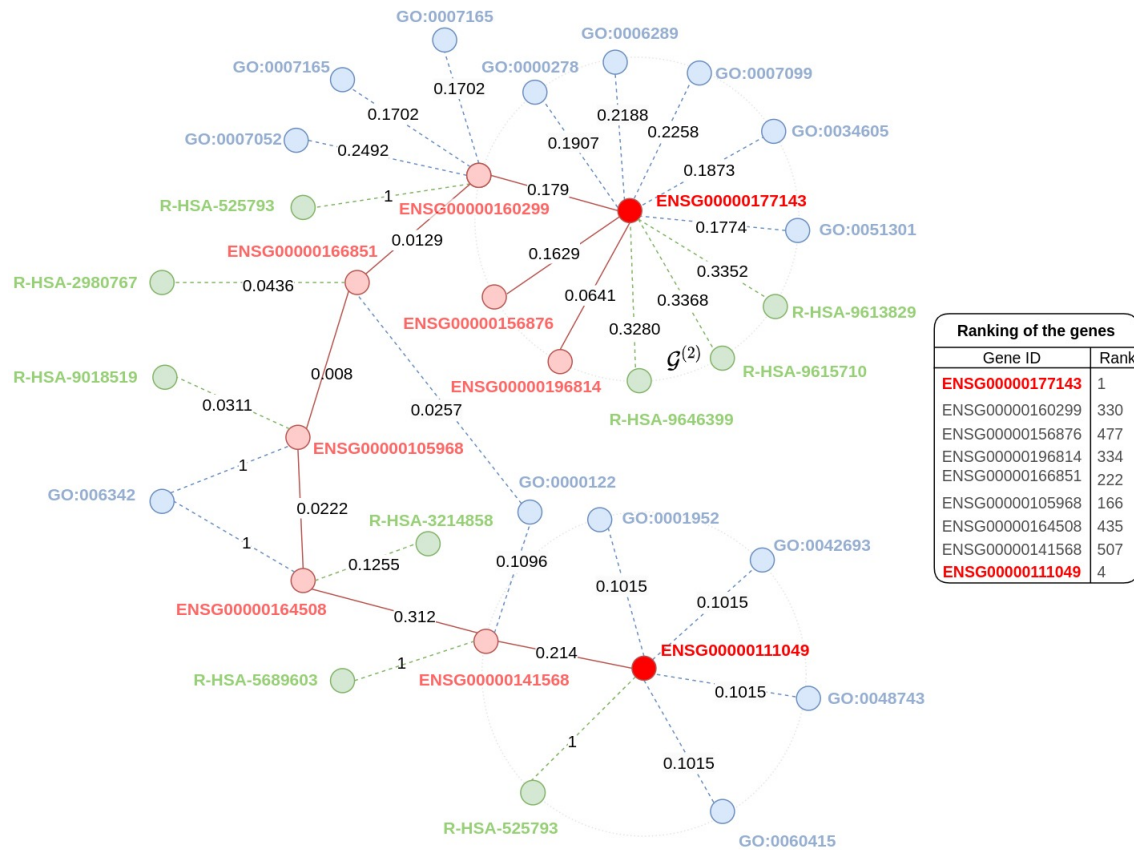 GO:0007165
GO:0006289
GO:0007165
GO:0000278
GO:0007099
0.1702
0.1702
0.2188
0.2258
GO:0034605
GO:0007052
0.2492
0.1907
0.1873
R-HSA-525793
1
0.179
ENSG00000177143
ENSG00000160299
0.1774
GO:0051301
ENSG00000166851
0.0129
0.1629
0.3352
R-HSA-2980767
0.0436
0.0641
0.3368
R-HSA-9613829
ENSG00000156876
0.3280
𝒢(2)
R-HSA-9018519
0.008
ENSG00000196814
R-HSA-9615710
0.0311
0.0257
R-HSA-9646399
ENSG00000105968
1
GO:006342
GO:0000122
0.0222
R-HSA-3214858
GO:0001952
1
0.1255
0.1096
GO:0042693
0.1015
0.1015
ENSG00000164508
0.312
0.214
ENSG00000111049
1
R-HSA-5689603
ENSG00000141568
0.1015
GO:0048743
1
0.1015
R-HSA-525793
GO:0060415
Ranking of the genes
Gene ID Rank
ENSG00000177143 1
ENSG00000160299 330
ENSG00000156876 477
ENSG00000196814 334
ENSG00000166851 222
ENSG00000105968 166
ENSG00000164508 435
ENSG00000141568 507
ENSG00000111049 4